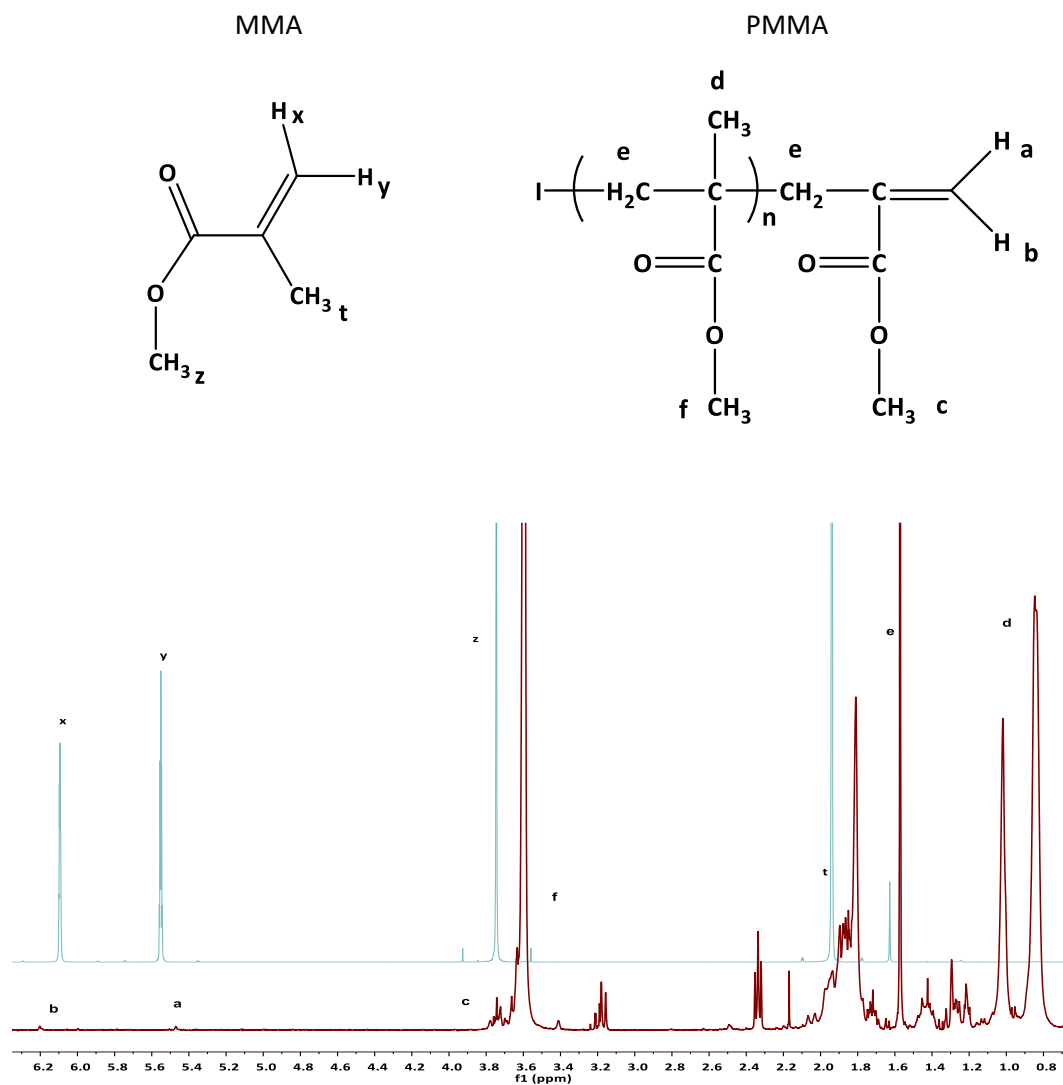 MMA
PMMA
d
H x
CH3
e
e
H a
O
H y
I
H2C
C
CH2
C
n
H b
O
C
O
C
O
CH3 t
O
O
CH3 z
f CH3
CH3 c
y
x
z
e
d
t
f
b
a
c
6.2 6.0 5.8 5.6 5.4 5.2 5.0 4.8 4.6 4.4 4.2 4.0 3.8 3.6 3.4 3.2 3.0 2.8 2.6 2.4 2.2 2.0 1.8 1.6 1.4 1.2 1.0 0.8
f1 (ppm)